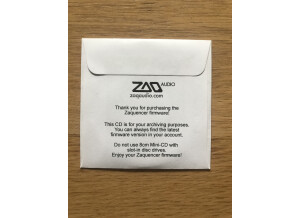 ZAQ AUDIO
zaqaudio.com
Thank you for purchasing the
Zaquencer firmware!
This CD is for your archiving purposes.
You can always find the latest
firmware version in your account.
Do not use 8cm Mini-CD with
slot-in disc drives.
Enjoy your Zaquencer firmware!